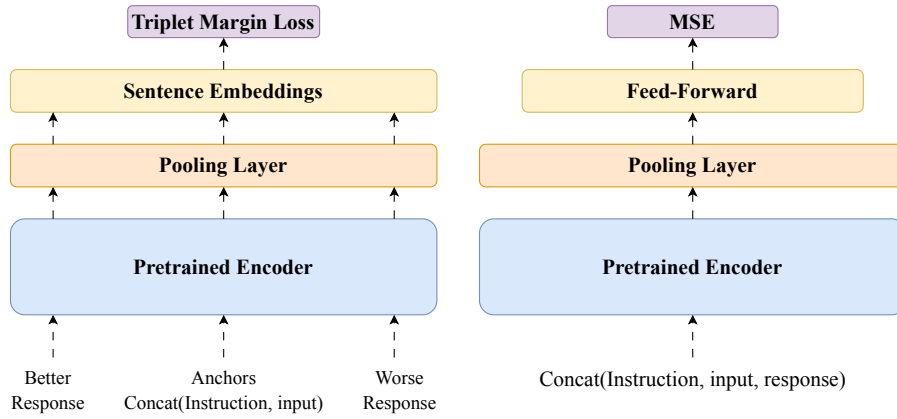 Triplet Margin Loss
Sentence Embeddings
Pooling Layer
Pretrained Encoder
Better
Response
Anchors
Concat(Instruction, input)
Worse
Response
MSE
Feed-Forward
Pooling Layer
Pretrained Encoder
Concat(Instruction, input, response)